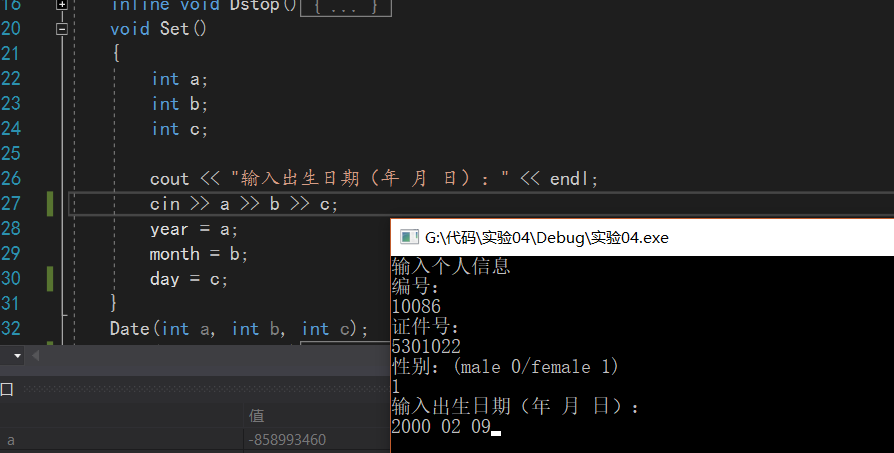 16 inline void Dstop() { ... }
20 void Set()
21 {
22 int a;
23 int b;
24 int c;
25
26 cout << "输入出生日期（年 月 日）：" << endl;
27 cin >> a >> b >> c;
28 year = a;
29 month = b;
30 day = c;
31 }
32 Date(int a, int b, int c);
G:\代码\实验04\Debug\实验04.exe
输入个人信息
编号：
10086
证件号：
5301022
性别：(male 0/female 1)
1
输入出生日期（年 月 日）：
2000 02 09
口
值
a -858993460